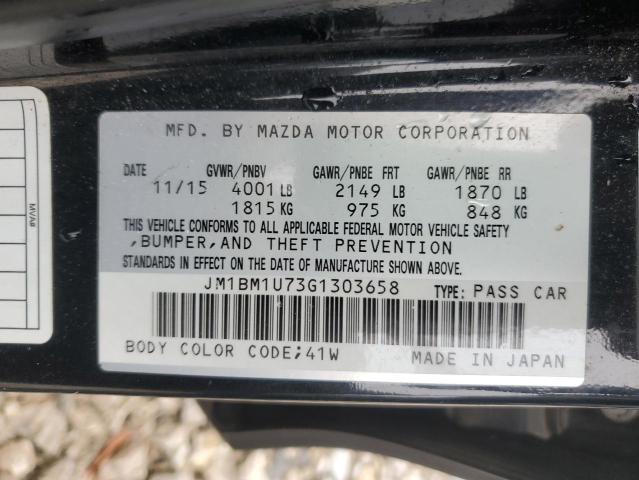 MFD. BY MAZDA MOTOR CORPORATION
DATE GVWR/PNBV GAWR/PNBE FRT GAWR/PNBE RR
11/15 4001 LB 2149 LB 1870 LB
1815 KG 975 KG 848 KG
THIS VEHICLE CONFORMS TO ALL APPLICABLE FEDERAL MOTOR VEHICLE SAFETY
,BUMPER,AND THEFT PREVENTION
STANDARDS IN EFFECT ON THE DATE OF MANUFACTURE SHOWN ABOVE.
JM1BM1U73G1303658 TYPE: PASS CAR
BODY COLOR CODE;41W MADE IN JAPAN
MVAR